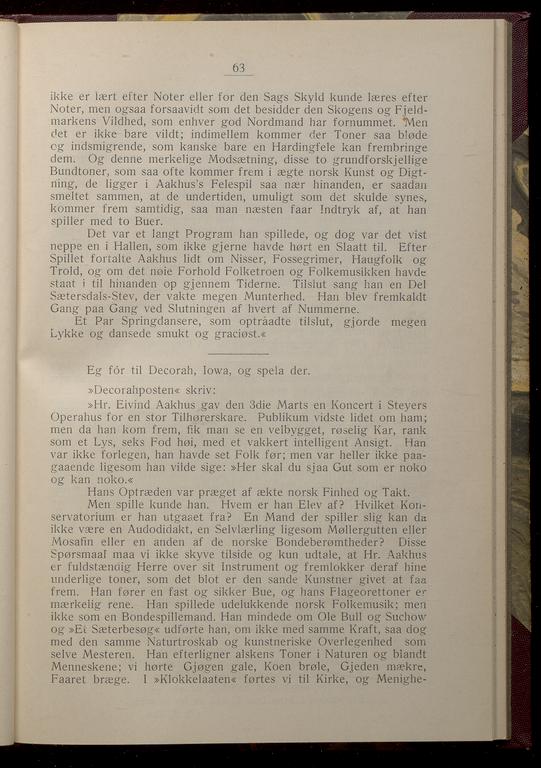 63
ikke er lært efter Noter eller for den Sags Skyld kunde læres efter
Noter, men ogsaa forsaavidt som det besidder den Skogens og Fjeld-
markens Vildhed, som enhver god Nordmand har fornummet. Men
det er ikke bare vildt; indimellem kommer der Toner saa bløde
og indsmigrende, som kanske bare en Hardingfele kan frembringe
dem. Og denne merkelige Modsætning, disse to grundforskjellige
Bundtoner, som saa ofte kommer frem i ægte norsk Kunst og Digt-
ning, de ligger i Aakhus's Felespil saa nær hinanden, er saadan
smeltet sammen, at de undertiden, umuligt som det skulde synes,
kommer frem samtidig, saa man næsten faar Indtryk af, at han
spiller med to Buer.
Det var et langt Program han spillede, og dog var det vist
neppe en i Hallen, som ikke gjerne havde hørt en Slaatt til. Efter
Spillet fortalte Aakhus lidt om Nisser, Fossegrimer, Haugfolk og
Trold, og om det nøie Forhold Folketroen og Folkemusikken havde
staat i til hinanden op gjennem Tiderne. Tilslut sang han en Del
Sætersdals-Stev, der vakte megen Munterhed. Han blev fremkaldt
Gang paa Gang ved Slutningen af hvert af Nummerne.
Et Par Springdansere, som optraadte tilslut, gjorde megen
Lykke og dansede smukt og graciøst.«
Eg fór til Decorah, Iowa, og spela der.
»Decorahposten« skriv:
»Hr. Eivind Aakhus gav den 3die Marts en Koncert i Steyers
Operahus for en stor Tilhørerskare. Publikum vidste lidet om ham;
men da han kom frem, fik man se en velbygget, røselig Kar, rank
som et Lys, seks Fod høi, med et vakkert intelligent Ansigt. Han
var ikke forlegen, han havde set Folk før; men var heller ikke paa-
gaaende ligesom han vilde sige: »Her skal du sjaa Gut som er noko
og kan noko.«
Hans Optræden var præget af ækte norsk Finhed og Takt.
Men spille kunde han. Hvem er han Elev af? Hvilket Kon-
servatorium er han utgaaet fra? En Mand der spiller slig kan da
ikke være en Audodidakt, en Selvlærling ligesom Møllergutten eller
Mosafin eller en anden af de norske Bondeberømtheder? Disse
Spørsmaal maa vi ikke skyve tilside og kun udtale, at Hr. Aakhus
er fuldstændig Herre over sit Instrument og fremlokker deraf hine
underlige toner, som det blot er den sande Kunstner givet at faa
frem. Han fører en fast og sikker Bue, og hans Flageorettoner er
mærkelig rene. Han spillede udelukkende norsk Folkemusik; men
ikke som en Bondespillemand. Han mindede om Ole Bull og Suchow
og »Et Sæterbesøg« udførte han, om ikke med samme Kraft, saa dog
med den samme Naturtroskab og kunstneriske Overlegenhed som
selve Mesteren. Han efterligner alskens Toner i Naturen og blandt
Menneskene; vi hørte Gjøgen gale, Koen brøle, Gjeden mækre,
Faaret bræge. I »Klokkelaaten« førtes vi til Kirke, og Menighe-